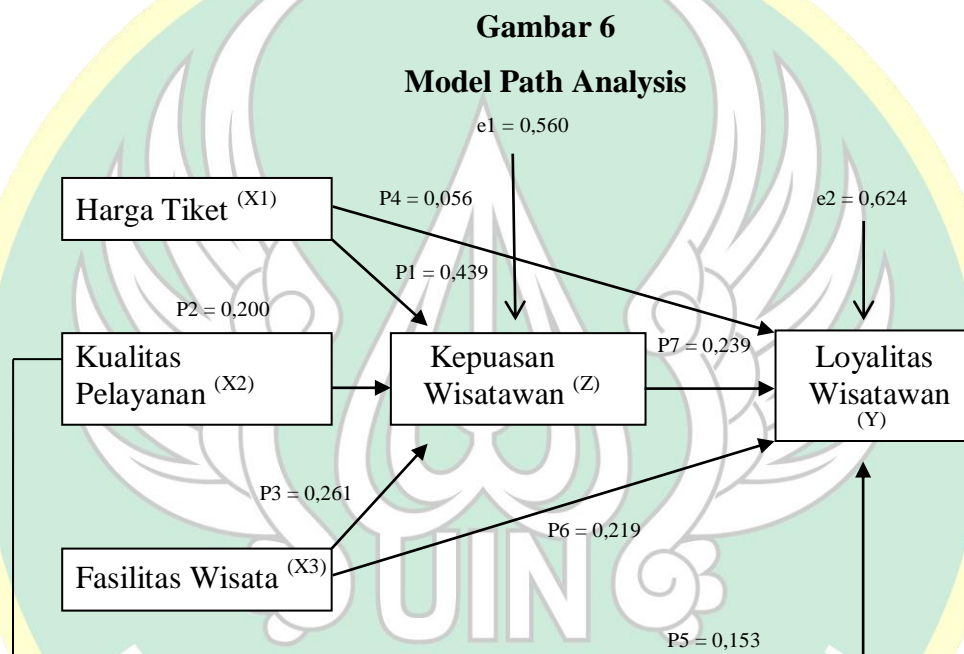 Gambar 6
Model Path Analysis
e1 = 0,560
Harga Tiket (X1)
P4 = 0,056
e2 = 0,624
P1 = 0,439
P2 = 0,200
Kualitas
Pelayanan (X2)
Kepuasan
Wisatawan (Z)
P7 = 0,239
Loyalitas
Wisatawan
(Y)
P3 = 0,261
P6 = 0,219
Fasilitas Wisata (X3)
UIN
P5 = 0,153